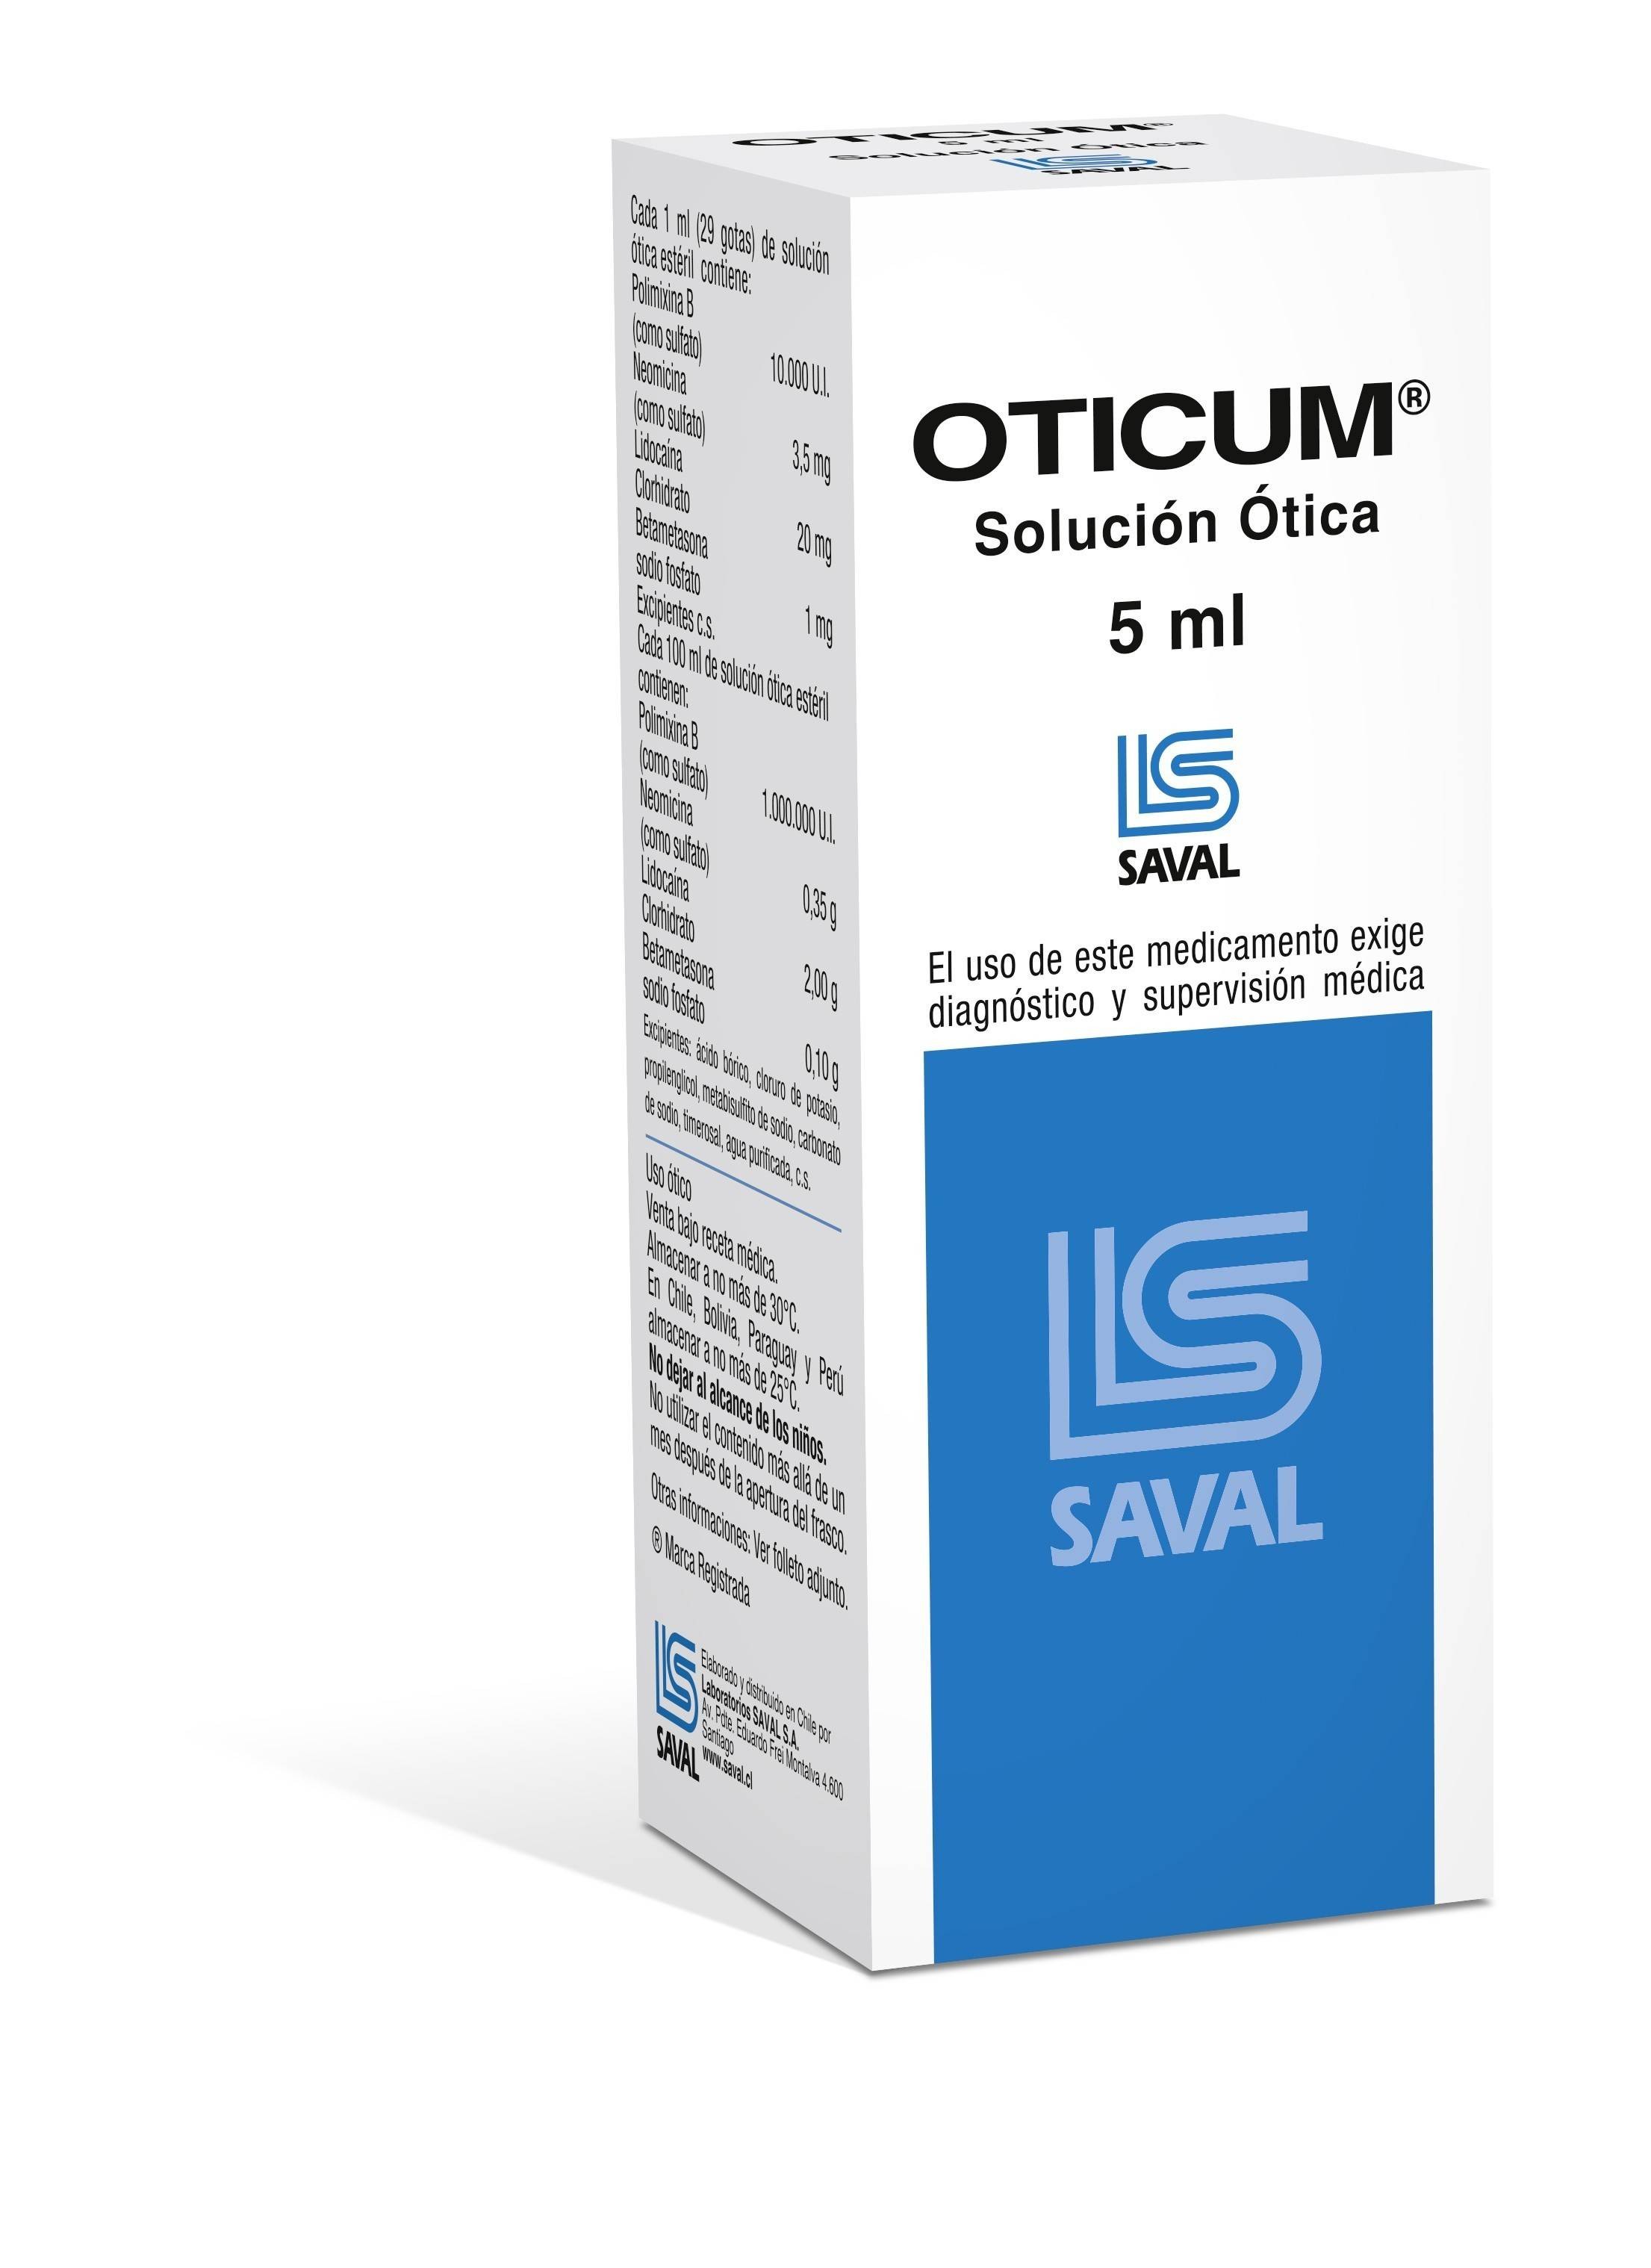 OTICUM®
5 ml
Solución Ótica
LS
SAVAL
Cada 1 ml (29 gotas) de solución
ótica estéril contiene:
Polimixina B
(como sulfato) 10.000 U.I.
Neomicina
(como sulfato) 3,5 mg
Lidocaína
Clorhidrato 20 mg
Betametasona
sodio fosfato 1 mg
Excipientes c.s.
Cada 100 ml de solución ótica estéril
contienen:
Polimixina B
(como sulfato) 1.000.000 U.I.
Neomicina
(como sulfato) 0,35 g
Lidocaína
Clorhidrato 2,00 g
Betametasona
sodio fosfato 0,10 g
Excipientes: ácido bórico, cloruro de potasio,
propilenglicol, metabisulfito de sodio, carbonato
de sodio, timerosal, agua purificada, c.s.
Uso ótico
Venta bajo receta médica.
Almacenar a no más de 30°C.
En Chile, Bolivia, Paraguay y Perú
almacenar a no más de 25°C.
No dejar al alcance de los niños.
No utilizar el contenido más allá de un
mes después de la apertura del frasco.
Otras informaciones: Ver folleto adjunto.
® Marca Registrada
LS
SAVAL
Elaborado y distribuido en Chile por
Laboratorios SAVAL S.A.
Av. Pdte. Eduardo Frei Montalva 4.600
Santiago
www.saval.cl
OTICUM®
Solución Ótica
5 ml
LS
SAVAL
El uso de este medicamento exige
diagnóstico y supervisión médica
LS
SAVAL